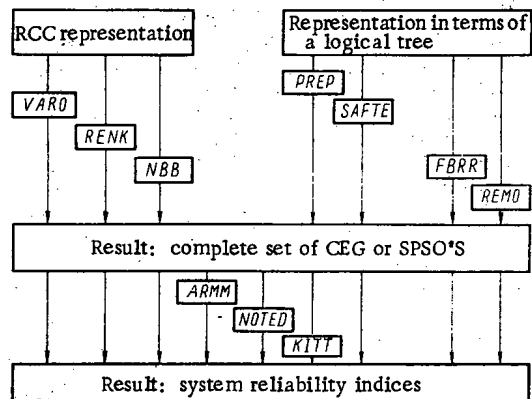 RCC representation
Representation in terms of
a logical tree
VARO
RENK
NBB
PREP
SAFTE
FBRR
REMO
Result: complete set of CEG or SPSO'S
ARMM
NOTED
KITT
Result: system reliability indices